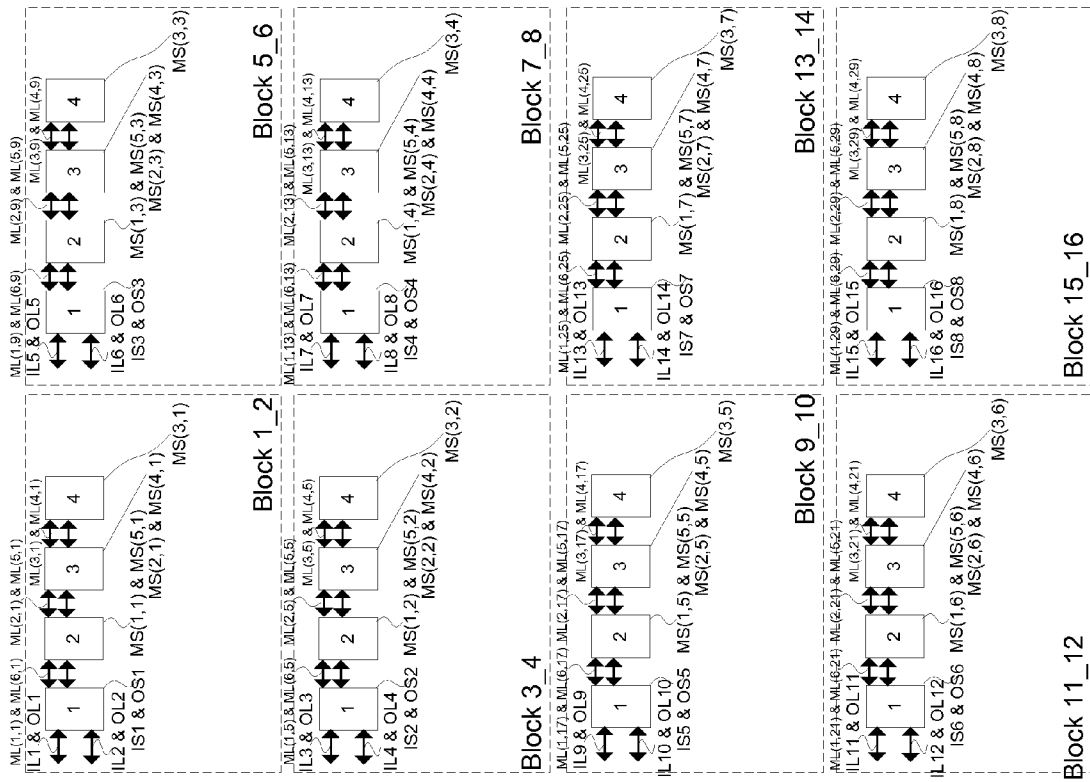 ML(1,1) & ML(6,1)
ML(2,1) & ML(5,1)
ML(3,1) & ML(4,1)
IL1 & OL1
1
2
3
4
IL2 & OL2
IS1 & OS1
MS(1,1) & MS(5,1)
MS(2,1) & MS(4,1)
MS(3,1)
Block 1_2
ML(1,5) & ML(6,5)
ML(2,5) & ML(5,5)
ML(3,5) & ML(4,5)
IL3 & OL3
1
2
3
4
IL4 & OL4
IS2 & OS2
MS(1,2) & MS(5,2)
MS(2,2) & MS(4,2)
MS(3,2)
Block 3_4
ML(1,9) & ML(6,9)
ML(2,9) & ML(5,9)
ML(3,9) & ML(4,9)
IL5 & OL5
1
2
3
4
IL6 & OL6
IS3 & OS3
MS(1,3) & MS(5,3)
MS(2,3) & MS(4,3)
MS(3,3)
Block 5_6
ML(1,13) & ML(6,13)
ML(2,13) & ML(5,13)
ML(3,13) & ML(4,13)
IL7 & OL7
1
2
3
4
IL8 & OL8
IS4 & OS4
MS(1,4) & MS(5,4)
MS(2,4) & MS(4,4)
MS(3,4)
Block 7_8
ML(1,17) & ML(6,17)
ML(2,17) & ML(5,17)
ML(3,17) & ML(4,17)
IL9 & OL9
1
2
3
4
IL10 & OL10
IS5 & OS5
MS(1,5) & MS(5,5)
MS(2,5) & MS(4,5)
MS(3,5)
Block 9_10
ML(1,21) & ML(6,21)
ML(2,21) & ML(5,21)
ML(3,21) & ML(4,21)
IL11 & OL11
1
2
3
4
IL12 & OL12
IS6 & OS6
MS(1,6) & MS(5,6)
MS(2,6) & MS(4,6)
MS(3,6)
Block 11_12
ML(1,25) & ML(6,25)
ML(2,25) & ML(5,25)
ML(3,25) & ML(4,25)
IL13 & OL13
1
2
3
4
IL14 & OL14
IS7 & OS7
MS(1,7) & MS(5,7)
MS(2,7) & MS(4,7)
MS(3,7)
Block 13_14
ML(1,29) & ML(6,29)
ML(2,29) & ML(5,29)
ML(3,29) & ML(4,29)
IL15 & OL15
1
2
3
4
IL16 & OL16
IS8 & OS8
MS(1,8) & MS(5,8)
MS(2,8) & MS(4,8)
MS(3,8)
Block 15_16